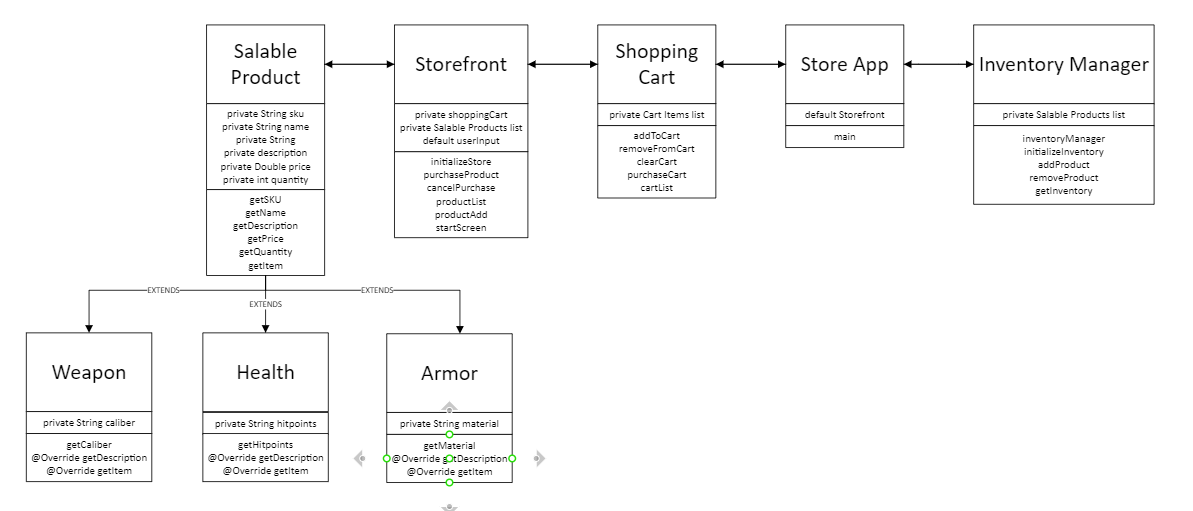 Salable
Product
private String sku
private String name
private String
private description
private Double price
private int quantity
getSKU
getName
getDescription
getPrice
getQuantity
getItem
Storefront
private shoppingCart
private Salable Products list
default userInput
initializeStore
purchaseProduct
cancelPurchase
productList
productAdd
startScreen
Shopping
Cart
private Cart Items list
addToCart
removeFromCart
clearCart
purchaseCart
cartList
Store App
default Storefront
main
Inventory Manager
private Salable Products list
inventoryManager
initializeInventory
addProduct
removeProduct
getInventory
EXTENDS
EXTENDS
EXTENDS
Weapon
private String caliber
getCaliber
@Override getDescription
@Override getItem
Health
private String hitpoints
getHitpoints
@Override getDescription
@Override getItem
Armor
private String material
getMaterial
@Override getDescription
@Override getItem